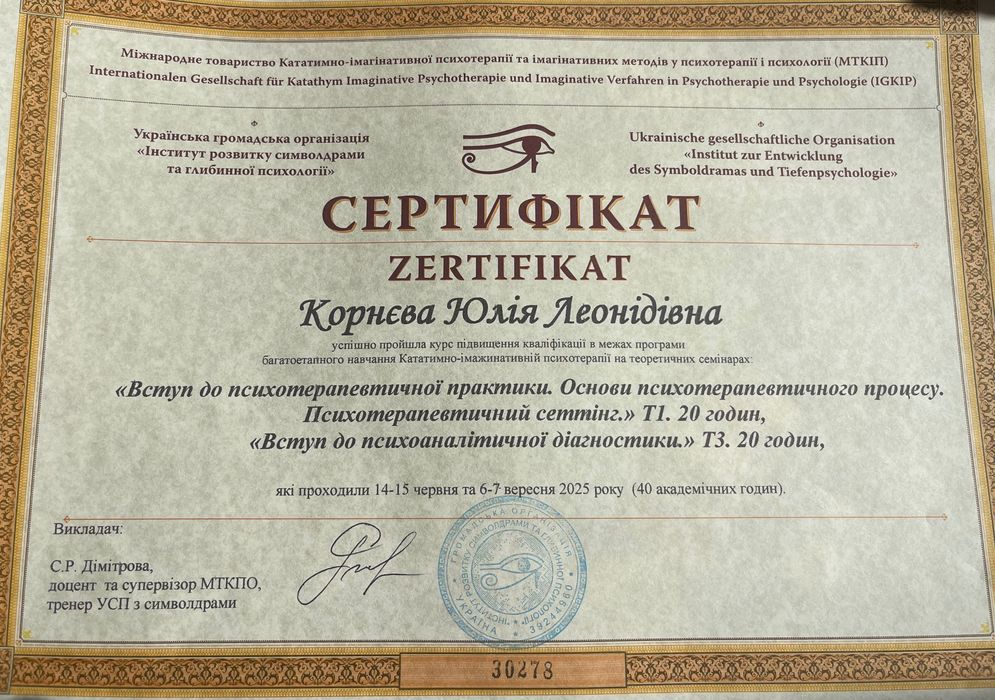 Міжнародне товариство Кататимно-імагінативної психотерапії та імагінативних методів у психотерапії і психології (МТКІП)
Internationalen Gesellschaft für Katathym Imaginative Psychotherapie und Imaginative Verfahren in Psychotherapie und Psychologie (IGKIP)
Українська громадська організація
«Інститут розвитку символдрами
та глибинної психології»
Ukrainische gesellschaftliche Organisation
«Institut zur Entwicklung
des Symboldramas und Tiefenpsychologie»
СЕРТИФІКАТ
ZERTIFIKAT
Корнєва Юлія Леонідівна
успішно пройшла курс підвищення кваліфікації в межах програми
багатоетапного навчання Кататимно-імажинативній психотерапії на теоретичних семінарах:
«Вступ до психотерапевтичної практики. Основи психотерапевтичного процесу.
Психотерапевтичний сеттінг.» Т1. 20 годин,
«Вступ до психоаналітичної діагностики.» Т3. 20 годин,
які проходили 14-15 червня та 6-7 вересня 2025 року (40 академічних годин).
Викладач:
С.Р. Дімітрова,
доцент та супервізор МТКПО,
тренер УСП з символдрами
ГРОМАДСЬКА ОРГАНІЗАЦІЯ
УКРАЇНА
39244960
30278